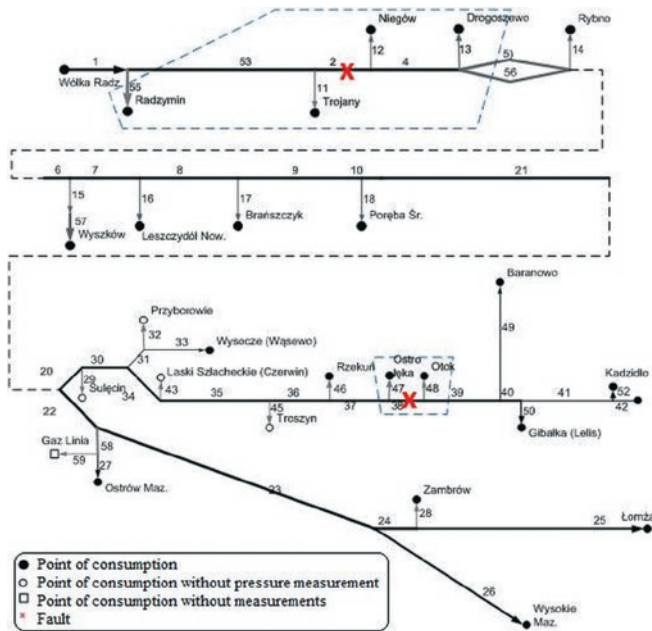 Niegów
Drogoszewo
Rybno
1
53
2
12
4
13
51
56
14
Wólka Radz.
55
Radzymin
11
Trojany
6
7
8
9
10
21
15
16
17
18
57
Wyszków
Leszczydół Now.
Brańszczyk
Poręba Śr.
Baranowo
Przyborowie
32
33
Wysocze (Wąsewo)
49
20
30
31
Laski Szlacheckie (Czerwin)
Rzekuń
Ostro
łęka
Otok
Kadzidło
29
Sulęcin
34
43
35
36
46
47
48
39
40
41
52
42
22
45
Troszyn
37
38
50
Gibałka (Lelis)
Gaz Linia
58
59
27
Ostrów Maz.
23
Zambrów
28
24
25
Łomża
26
Wysokie
Maz.
Point of consumption
Point of consumption without pressure measurement
Point of consumption without measurements
Fault